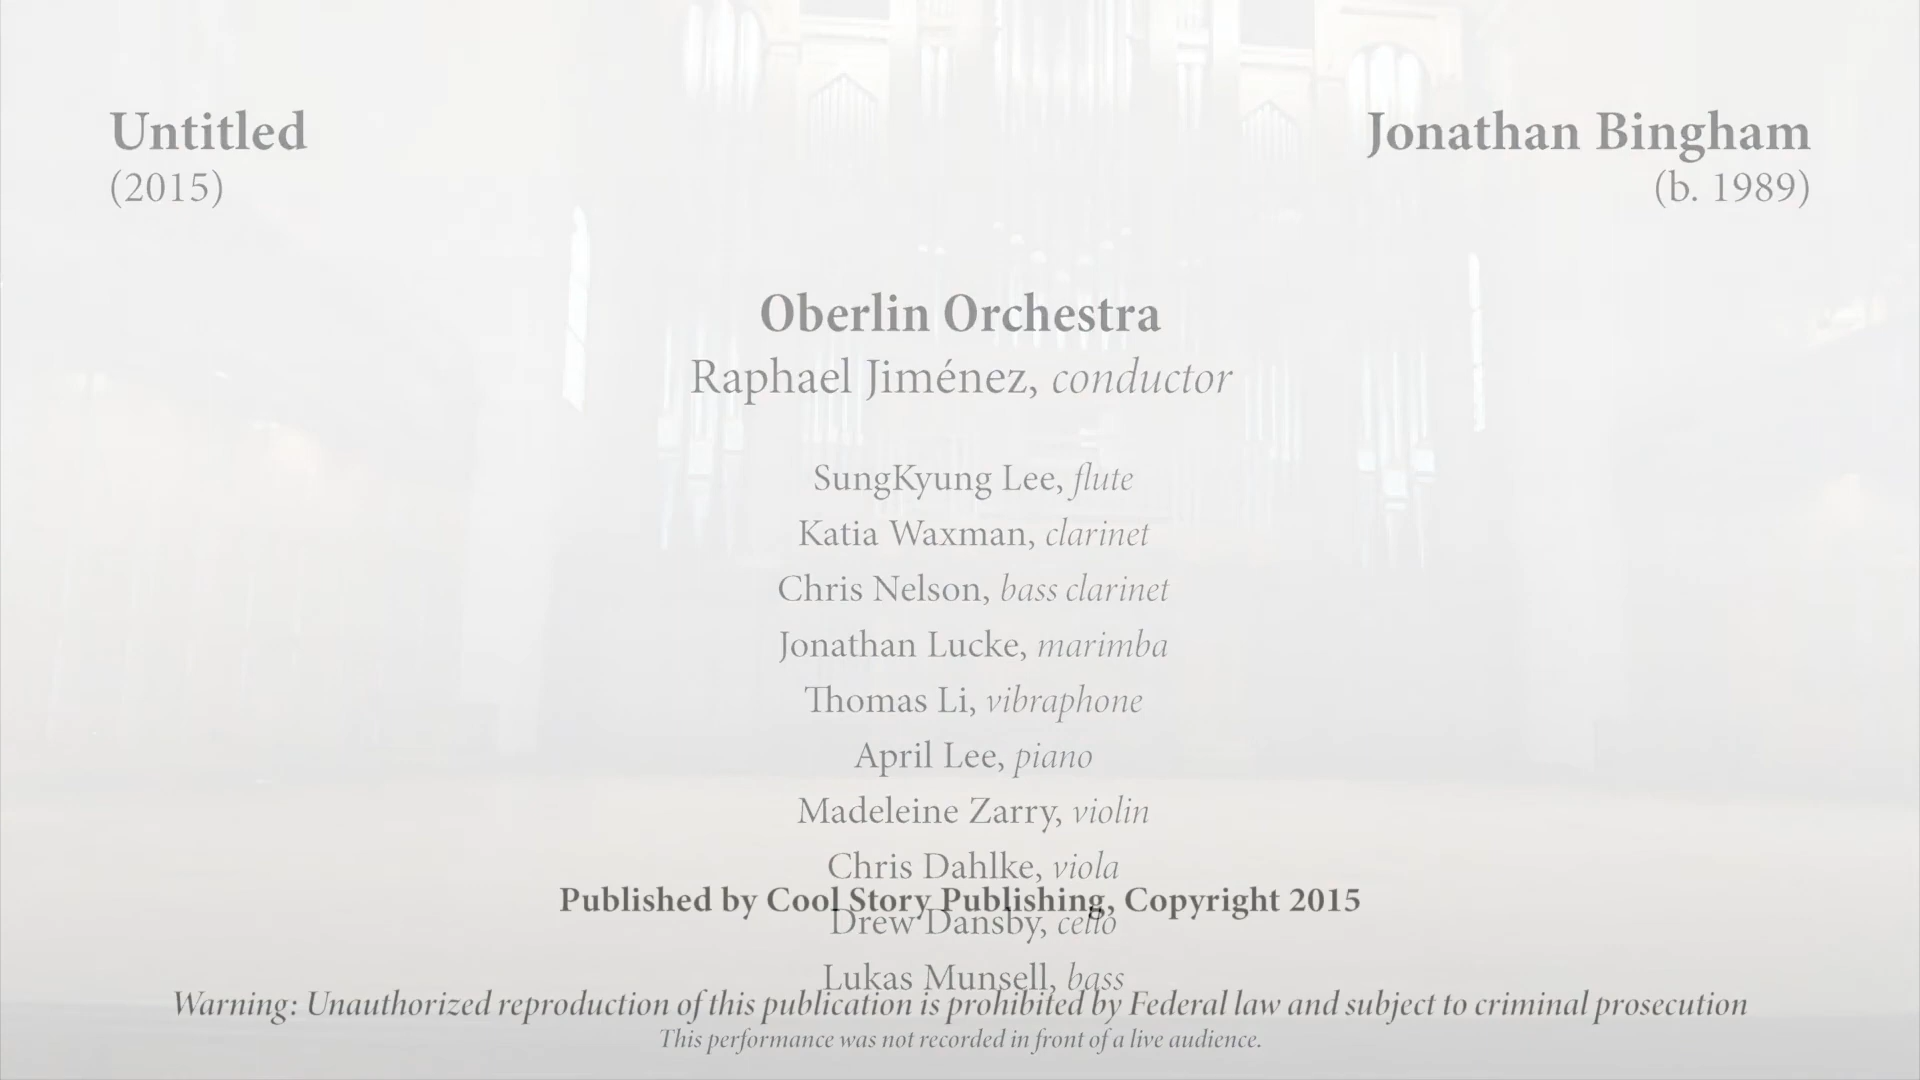 Untitled
(2015)
Jonathan Bingham
(b. 1989)
Oberlin Orchestra
Raphael Jiménez, conductor
SungKyung Lee, flute
Katia Waxman, clarinet
Chris Nelson, bass clarinet
Jonathan Lucke, marimba
Thomas Li, vibraphone
April Lee, piano
Madeleine Zarry, violin
Chris Dahlke, viola
Published by Cool Story Publishing, Copyright 2015
Drew Dansby, cello
Lukas Munsell, bass
Warning: Unauthorized reproduction of this publication is prohibited by Federal law and subject to criminal prosecution
This performance was not recorded in front of a live audience.